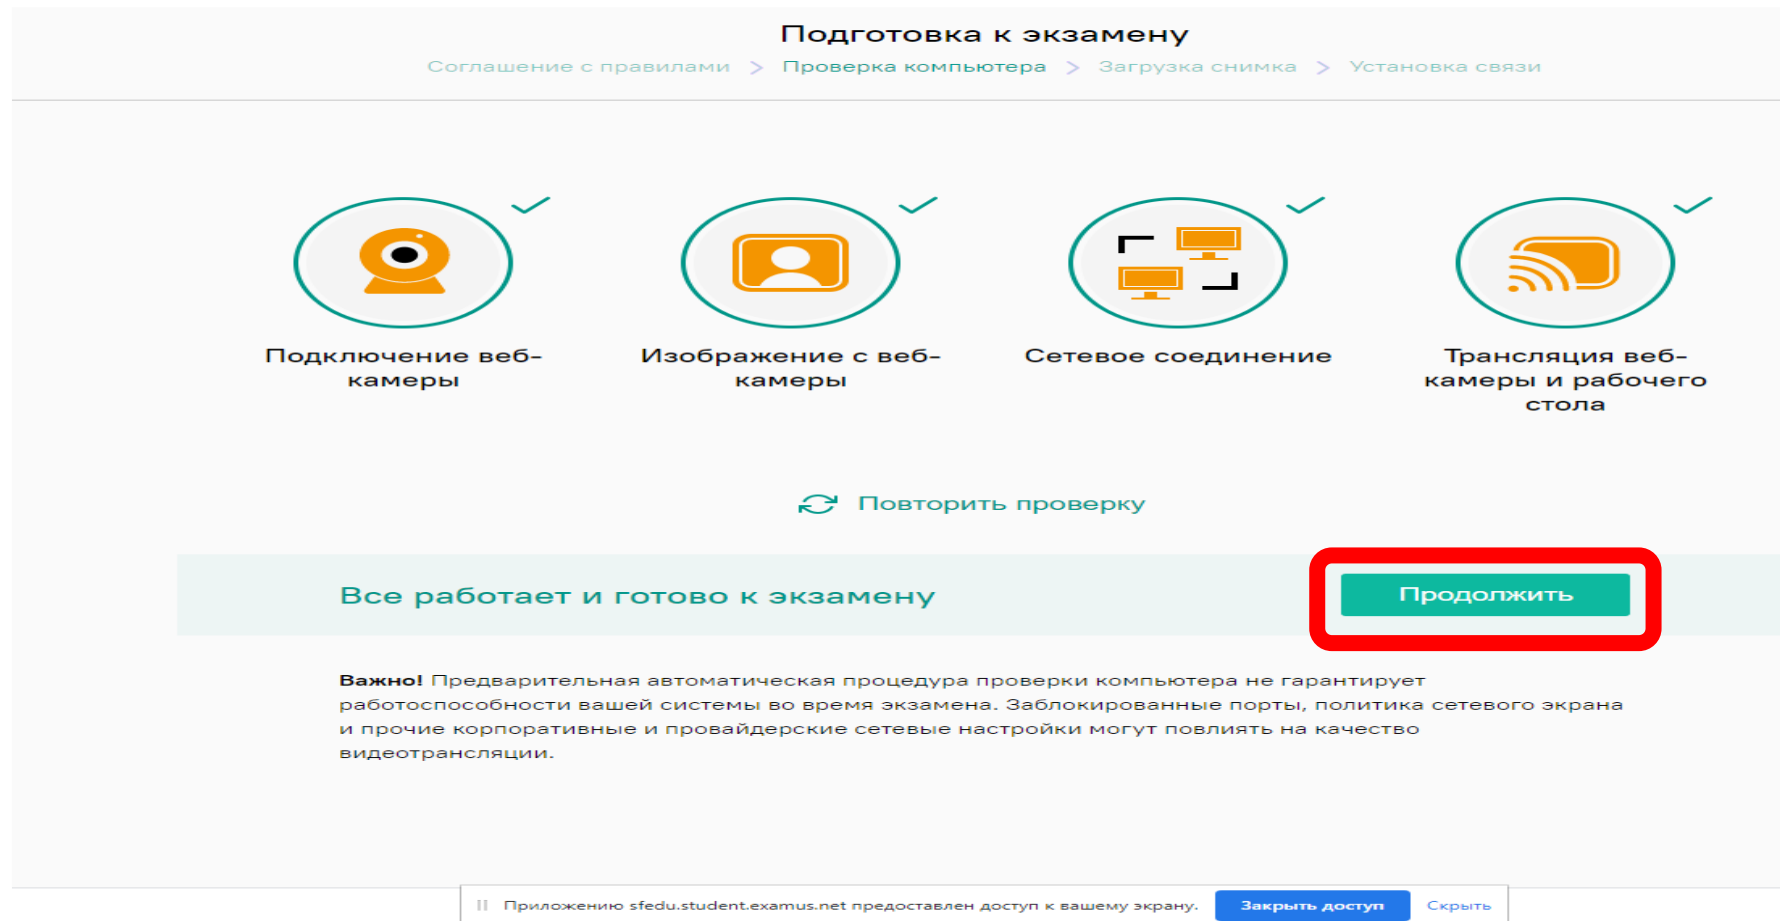 Подготовка к экзамену
Соглашение с правилами > Проверка компьютера > Загрузка снимка > Установка связи
Подключение веб-
камеры
Изображение с веб-
камеры
Сетевое соединение
Трансляция веб-
камеры и рабочего
стола
Повторить проверку
Все работает и готово к экзамену
Продолжить
Важно! Предварительная автоматическая процедура проверки компьютера не гарантирует
работоспособности вашей системы во время экзамена. Заблокированные порты, политика сетевого экрана
и прочие корпоративные и провайдерские сетевые настройки могут повлиять на качество
видеотрансляции.
Приложению sfedu.student.examus.net предоставлен доступ к вашему экрану. Закрыть доступ Скрыть